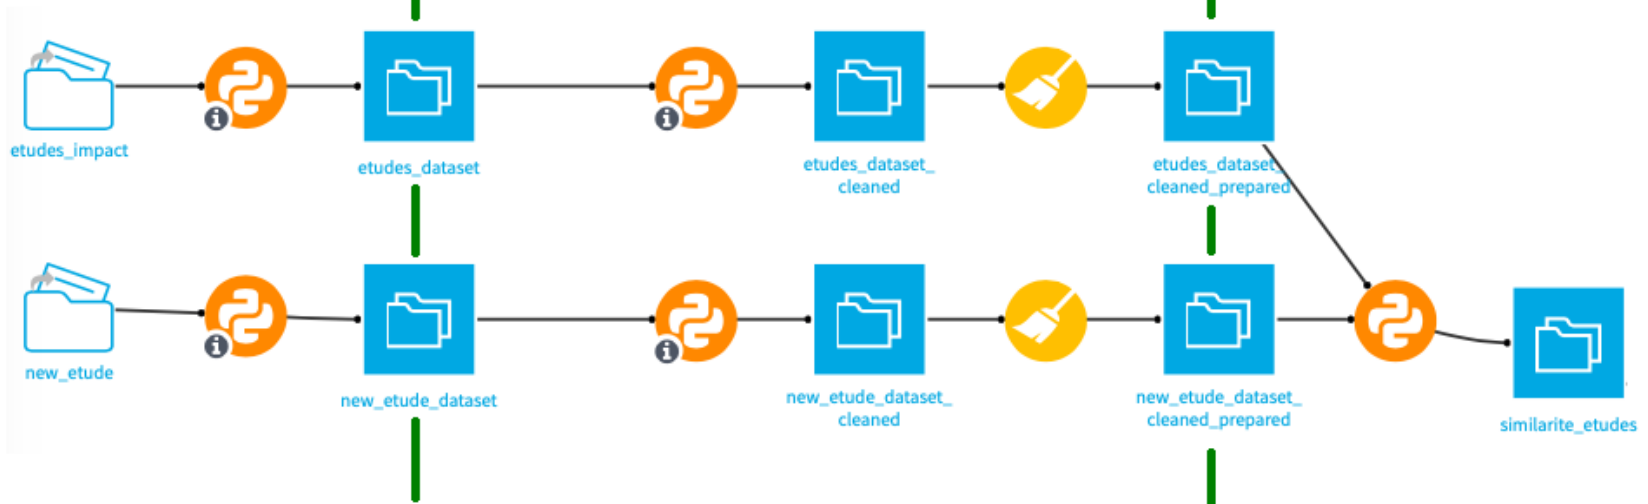 etudes_impact
etudes_dataset
etudes_dataset_
cleaned
etudes_dataset_
cleaned_prepared
new_etude
new_etude_dataset
new_etude_dataset_
cleaned
new_etude_dataset_
cleaned_prepared
similarite_etudes